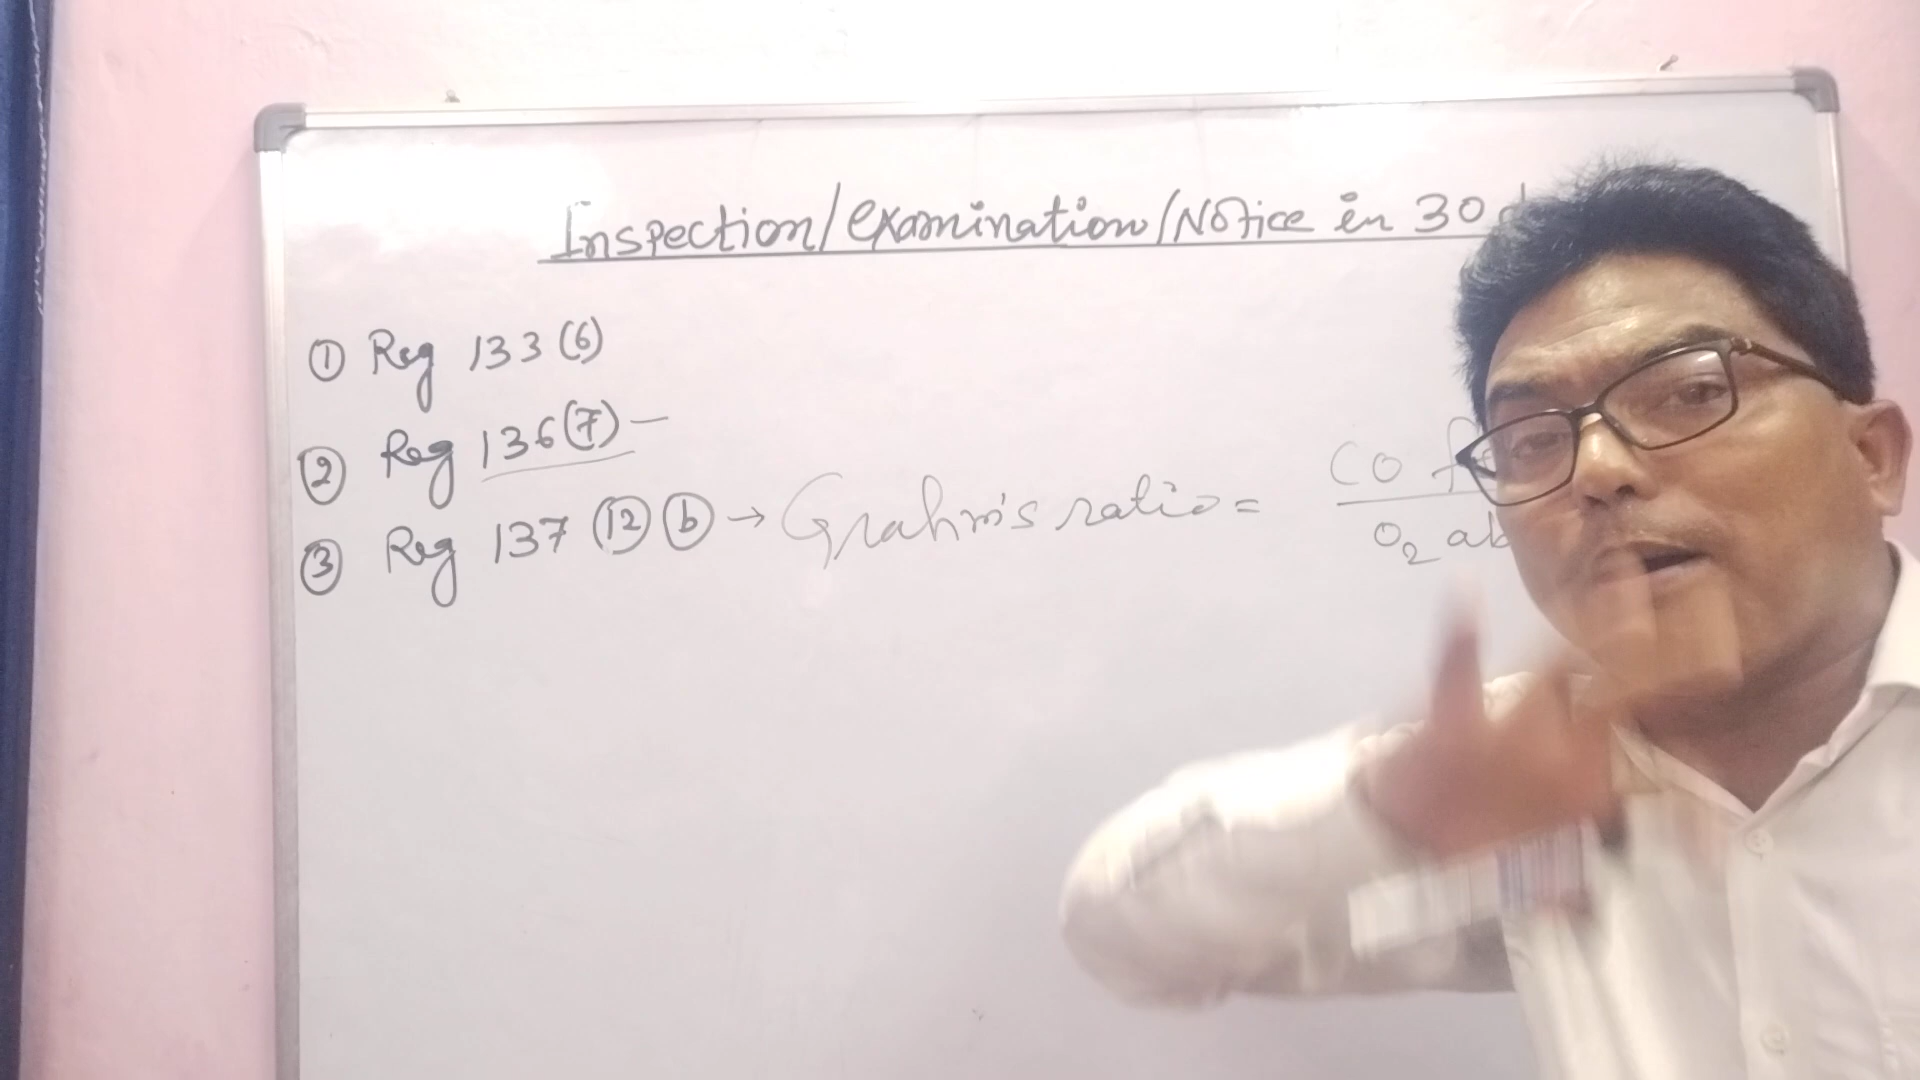 Inspection/examination/Notice in 30
① Reg 133 (6)
② Reg 136(7) —
③ Reg 137 (12) (b) → Grahm's ratio = CO / O₂